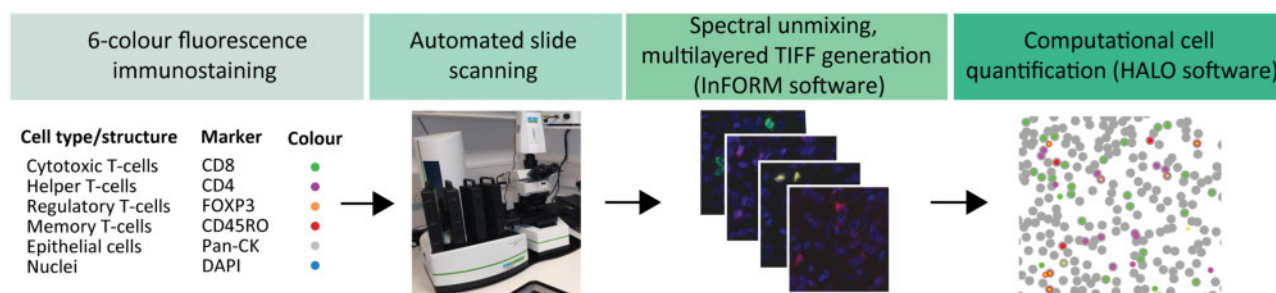 6-colour fluorescence
immunostaining
Automated slide
scanning
Spectral unmixing,
multilayered TIFF generation
(InFORM software)
Computational cell
quantification (HALO software)
Cell type/structure Marker Colour
Cytotoxic T-cells CD8
Helper T-cells CD4
Regulatory T-cells FOXP3
Memory T-cells CD45RO
Epithelial cells Pan-CK
Nuclei DAPI